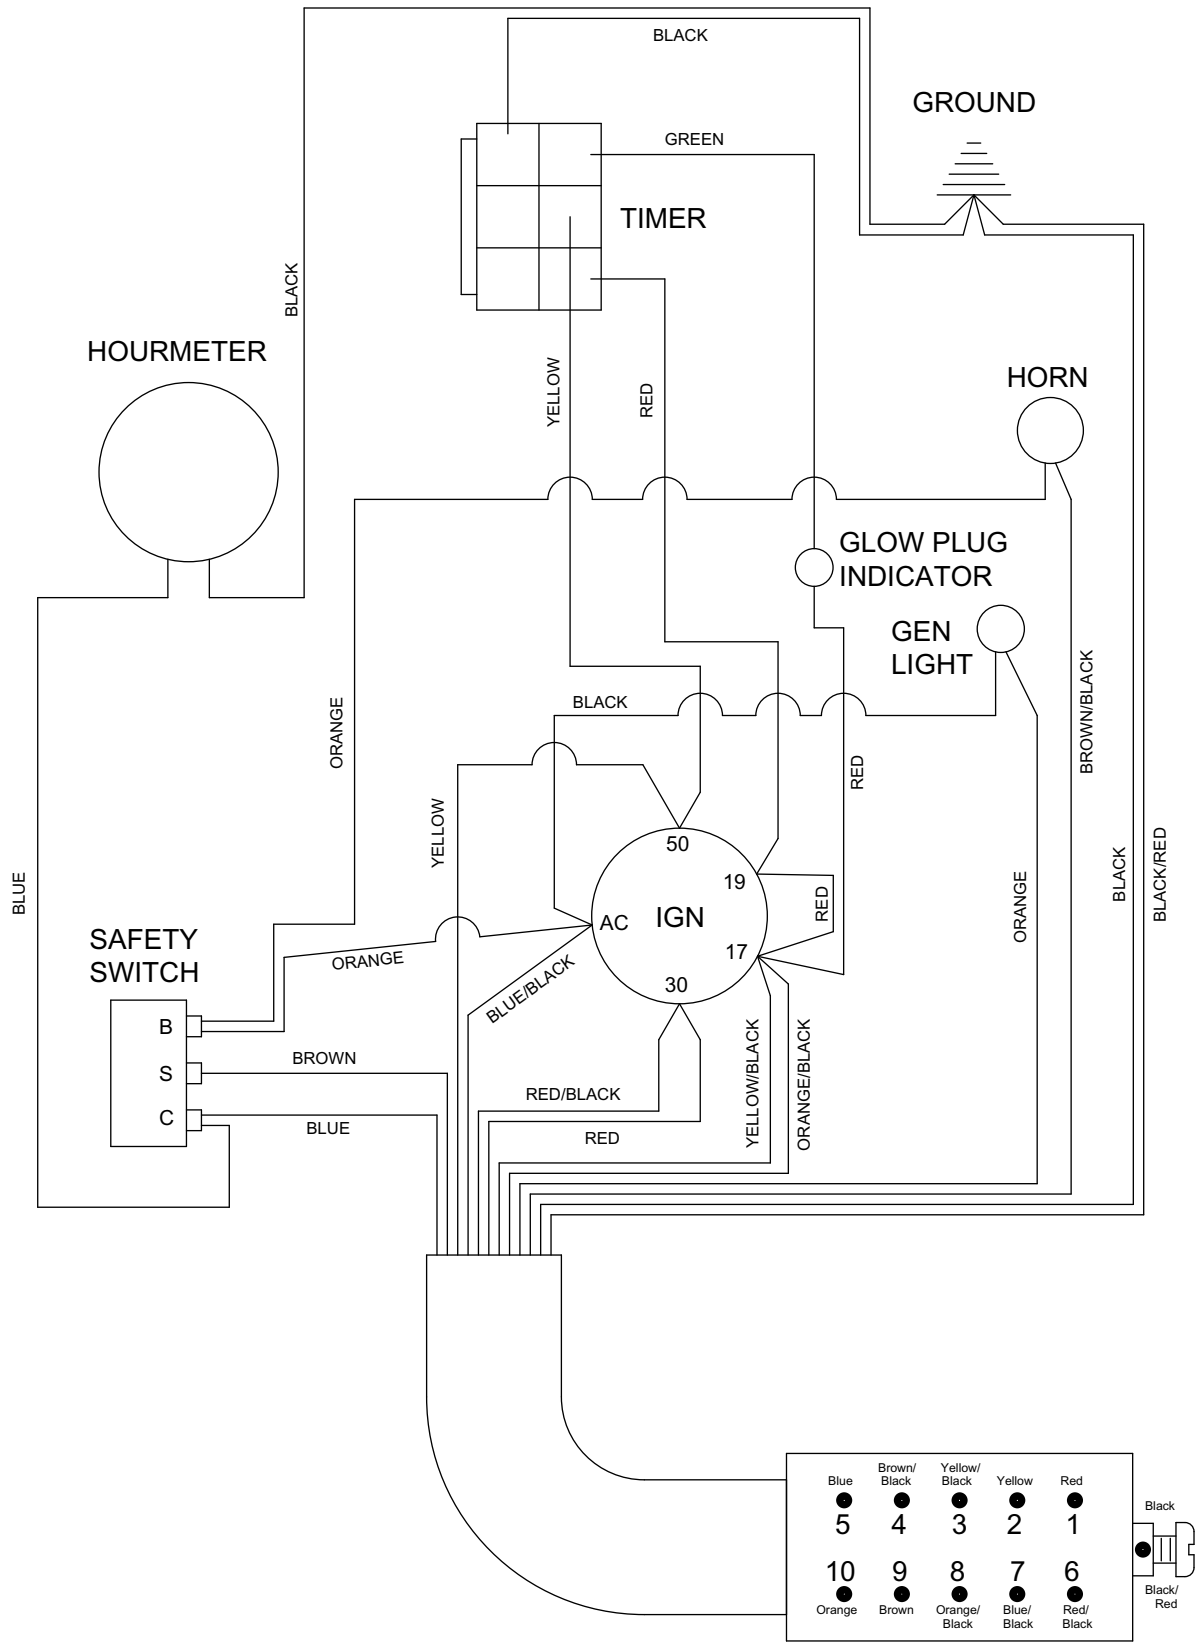 BLACK
GROUND
GREEN
TIMER
BLACK
HOURMETER
YELLOW
RED
HORN
GLOW PLUG
INDICATOR
GEN
LIGHT
BLACK
ORANGE
BROWN/BLACK
RED
YELLOW
50
19
BLUE
BLACK
BLACK/RED
ORANGE
RED
AC
IGN
SAFETY
SWITCH
ORANGE
17
BLUE/BLACK
30
B
BROWN
S
YELLOW/BLACK
ORANGE/BLACK
RED/BLACK
C
BLUE
RED
Blue
Brown/
Black
Yellow/
Black
Yellow
Red
5
4
3
2
1
Black
10
9
8
7
6
Orange
Brown
Orange/
Black
Blue/
Black
Red/
Black
Black/
Red